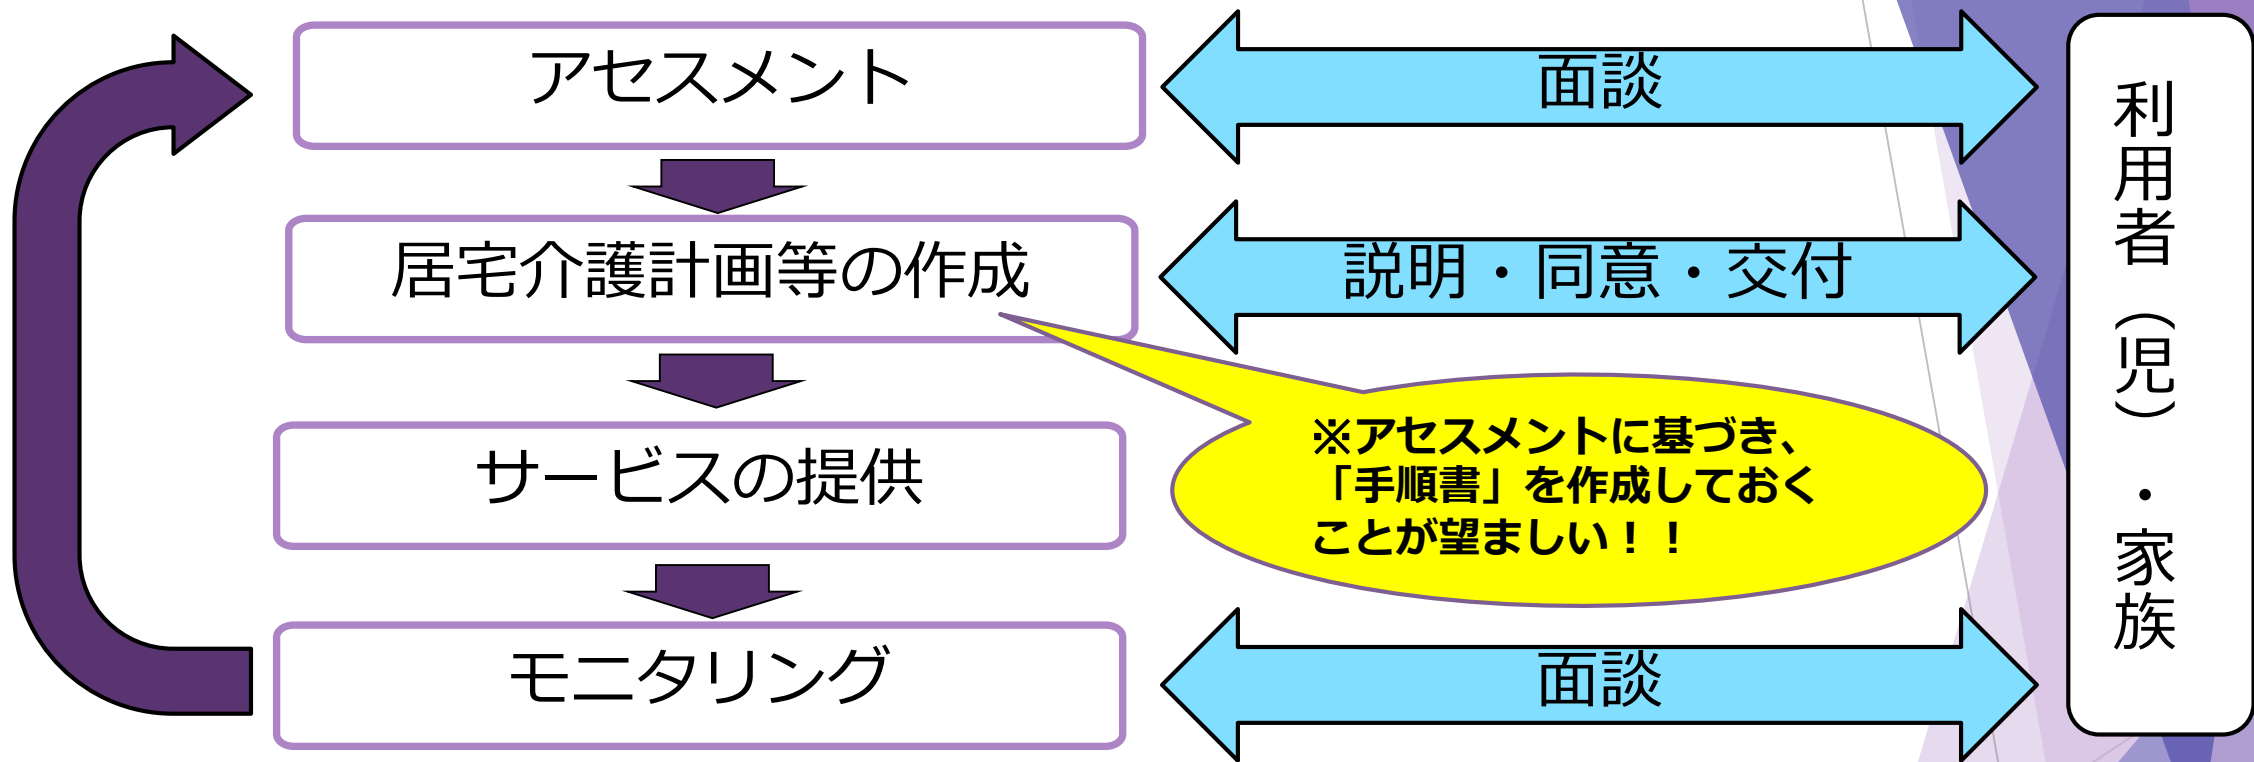 アセスメント
面談
居宅介護計画等の作成
説明・同意・交付
サービスの提供
※アセスメントに基づき、
「手順書」を作成しておく
ことが望ましい！！
モニタリング
面談
利用者（児）・家族